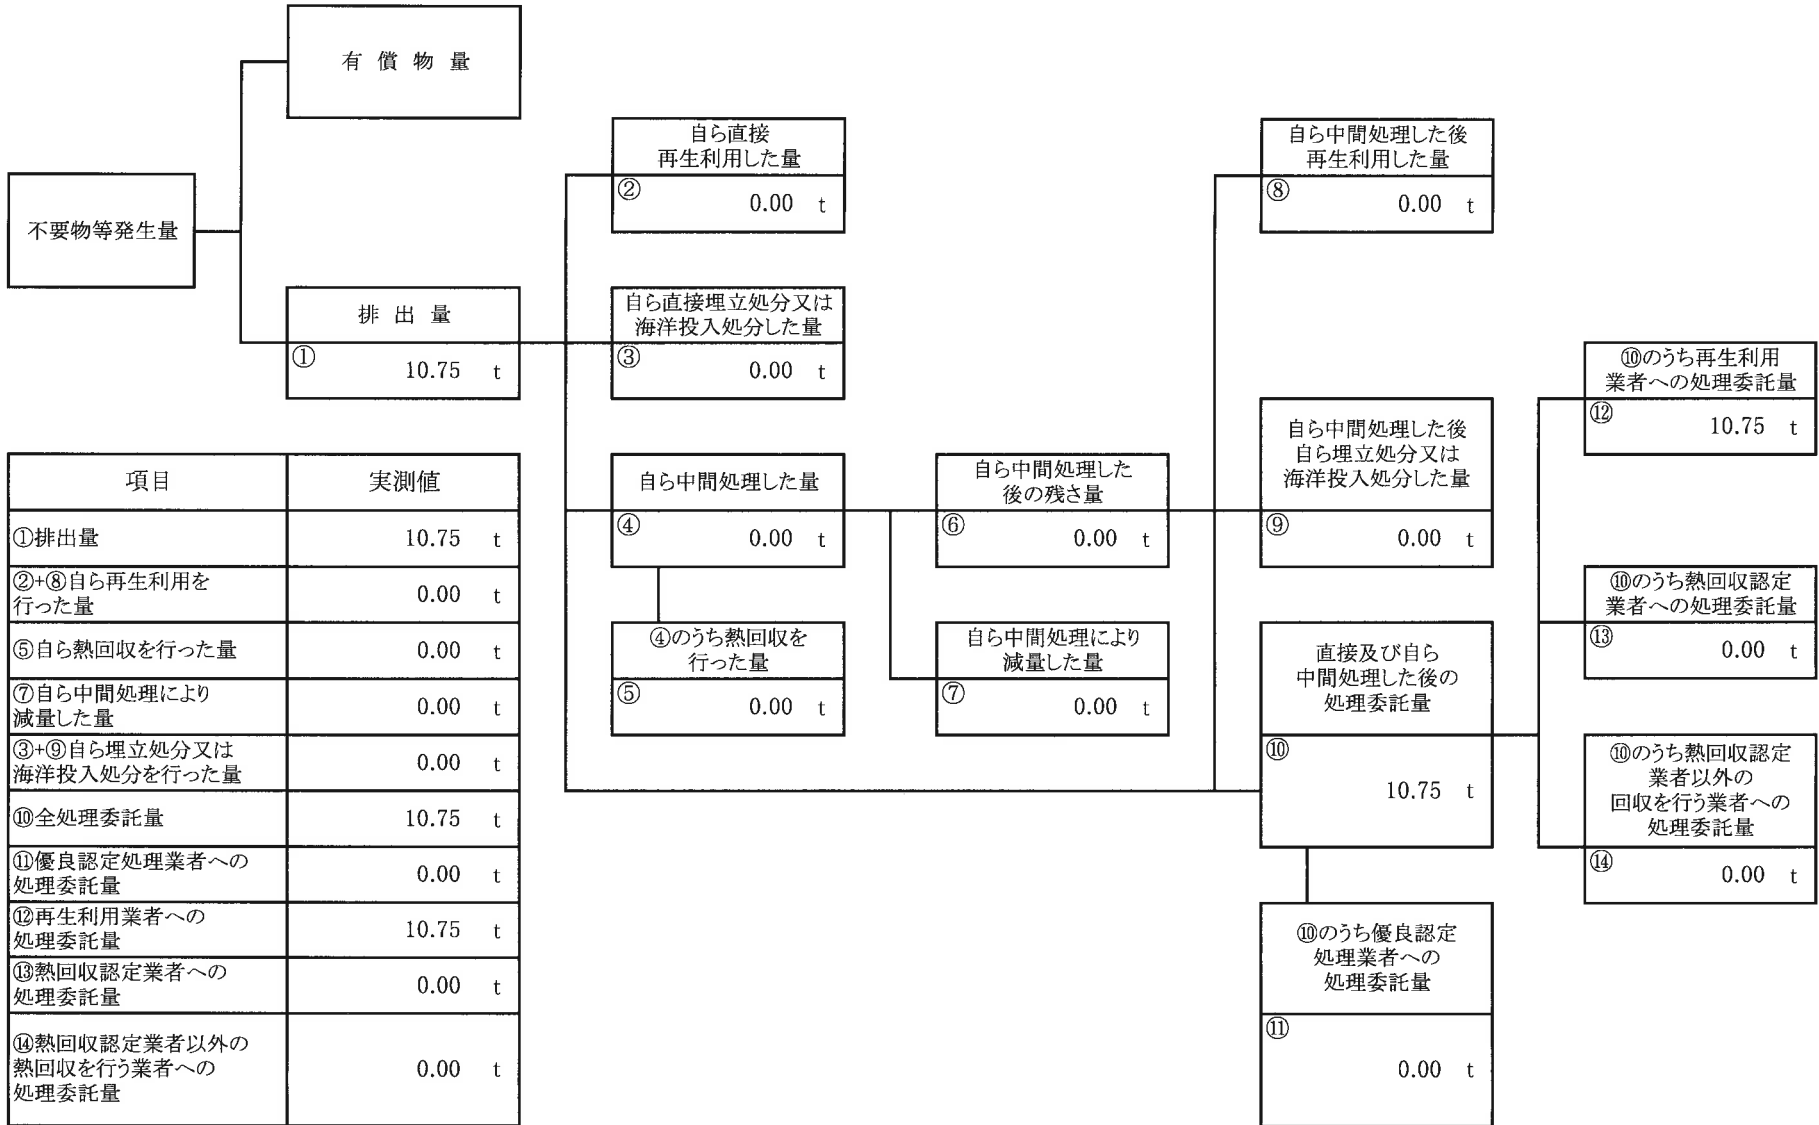 有 償 物 量
不要物等発生量
排 出 量
① 10.75 t
自ら直接
再生利用した量
② 0.00 t
自ら直接埋立処分又は
海洋投入処分した量
③ 0.00 t
自ら中間処理した量
④ 0.00 t
④のうち熱回収を
行った量
⑤ 0.00 t
自ら中間処理した
後の残さ量
⑥ 0.00 t
自ら中間処理により
減量した量
⑦ 0.00 t
自ら中間処理した後
再生利用した量
⑧ 0.00 t
自ら中間処理した後
自ら埋立処分又は
海洋投入処分した量
⑨ 0.00 t
直接及び自ら
中間処理した後の
処理委託量
⑩
10.75 t
⑩のうち優良認定
処理業者への
処理委託量
⑪
0.00 t
⑩のうち再生利用
業者への処理委託量
⑫ 10.75 t
⑩のうち熱回収認定
業者への処理委託量
⑬ 0.00 t
⑩のうち熱回収認定
業者以外の
回収を行う業者への
処理委託量
⑭ 0.00 t
項目 実測値
①排出量 10.75 t
②+⑧自ら再生利用を
行った量 0.00 t
⑤自ら熱回収を行った量 0.00 t
⑦自ら中間処理により
減量した量 0.00 t
③+⑨自ら埋立処分又は
海洋投入処分を行った量 0.00 t
⑩全処理委託量 10.75 t
⑪優良認定処理業者への
処理委託量 0.00 t
⑫再生利用業者への
処理委託量 10.75 t
⑬熱回収認定業者への
処理委託量 0.00 t
⑭熱回収認定業者以外の
熱回収を行う業者への
処理委託量 0.00 t